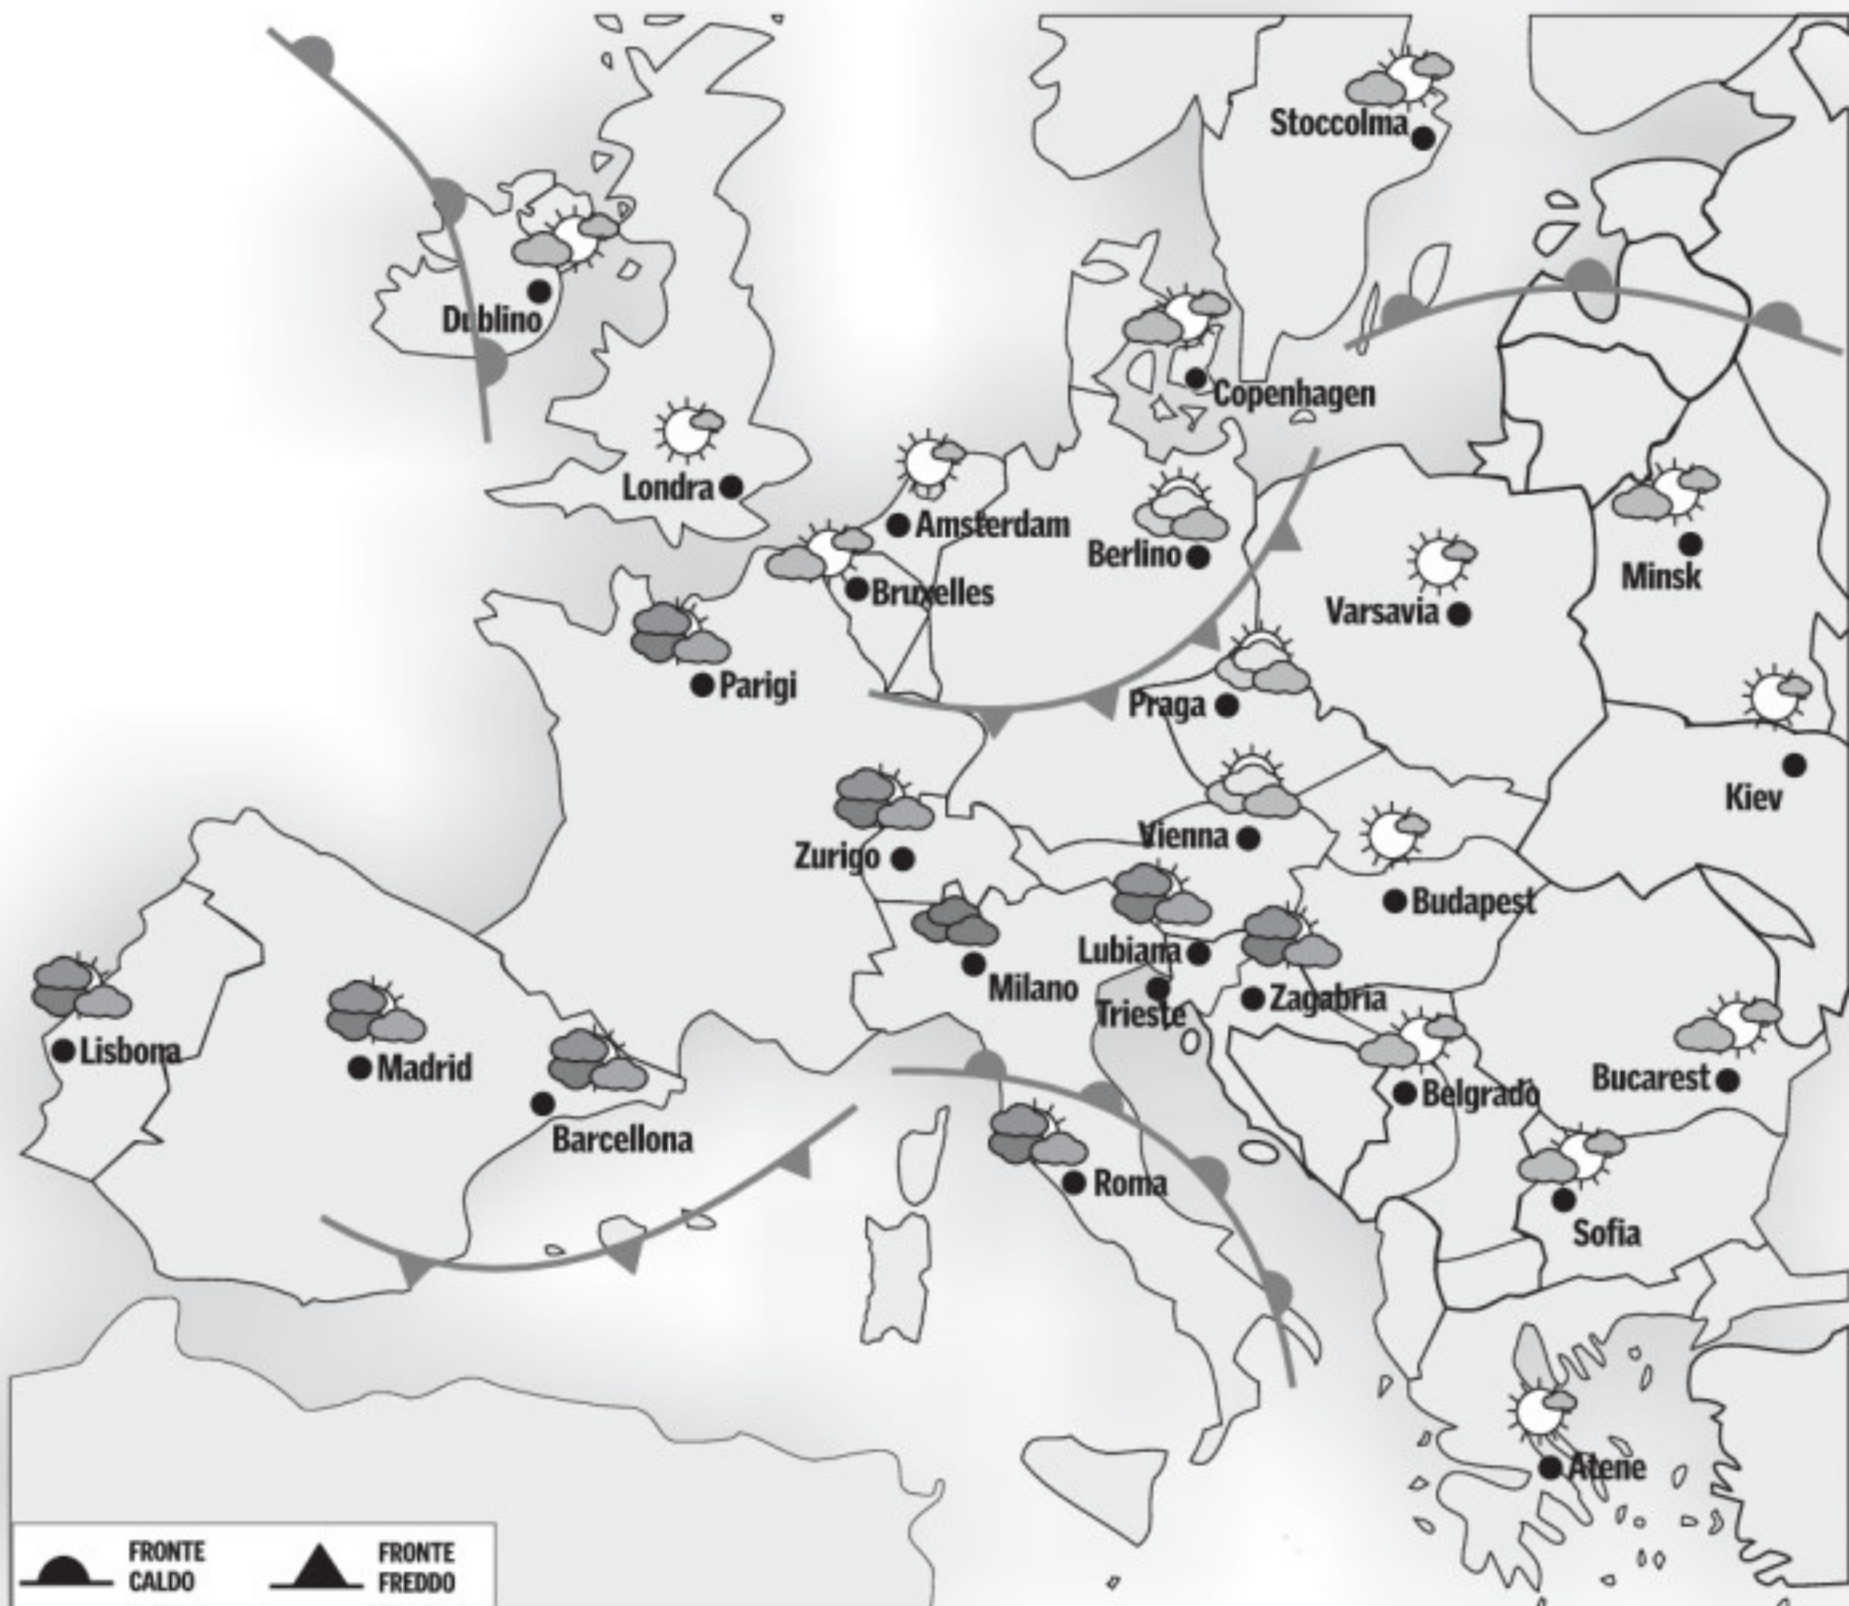 Stoccolma
Dublino
Copenhagen
Londra
Amsterdam
Berlino
Minsk
Bruxelles
Varsavia
Parigi
Praga
Kiev
Vienna
Zurigo
Budapest
Lubiana
Milano
Trieste
Zagabria
Lisbona
Madrid
Belgrado
Bucarest
Barcellona
Roma
Sofia
Atene
FRONTE
CALDO
FRONTE
FREDDO